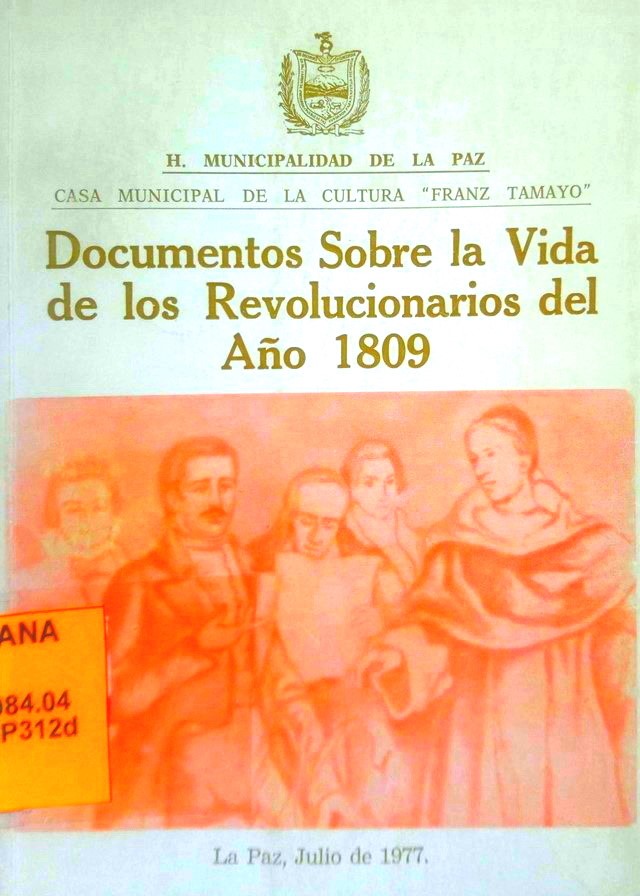 H. MUNICIPALIDAD DE LA PAZ
CASA MUNICIPAL DE LA CULTURA "FRANZ TAMAYO"
Documentos Sobre la Vida
de los Revolucionarios del
Año 1809
ANA
084.04
P312d
La Paz, Julio de 1977.